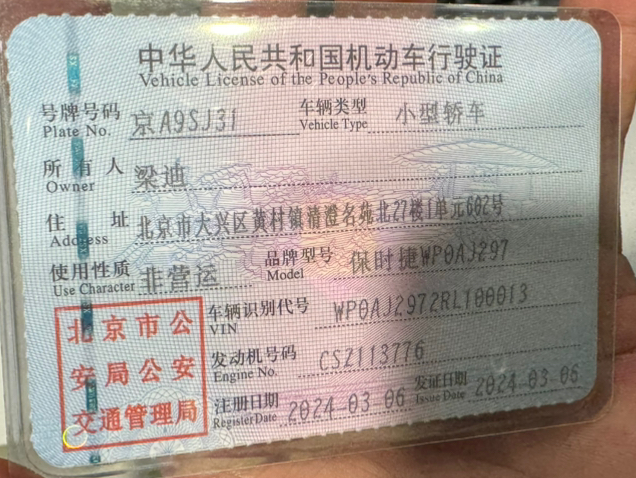 中华人民共和国机动车行驶证
Vehicle License of the People's Republic of China
号牌号码 京A9SJ31 车辆类型 小型轿车
Plate No. Vehicle Type
所有人 梁迪
Owner
住址 北京市大兴区黄村镇清澄名苑北27楼1单元602号
Address
使用性质 非营运 品牌型号 保时捷WP0AJ297
Use Character Model
北京市公
安局公安
交通管理局
车辆识别代号 WP0AJ2972RL100013
VIN
发动机号码 CSZ113776
Engine No.
注册日期 2024-03-06 发证日期 2024-03-06
Register Date Issue Date